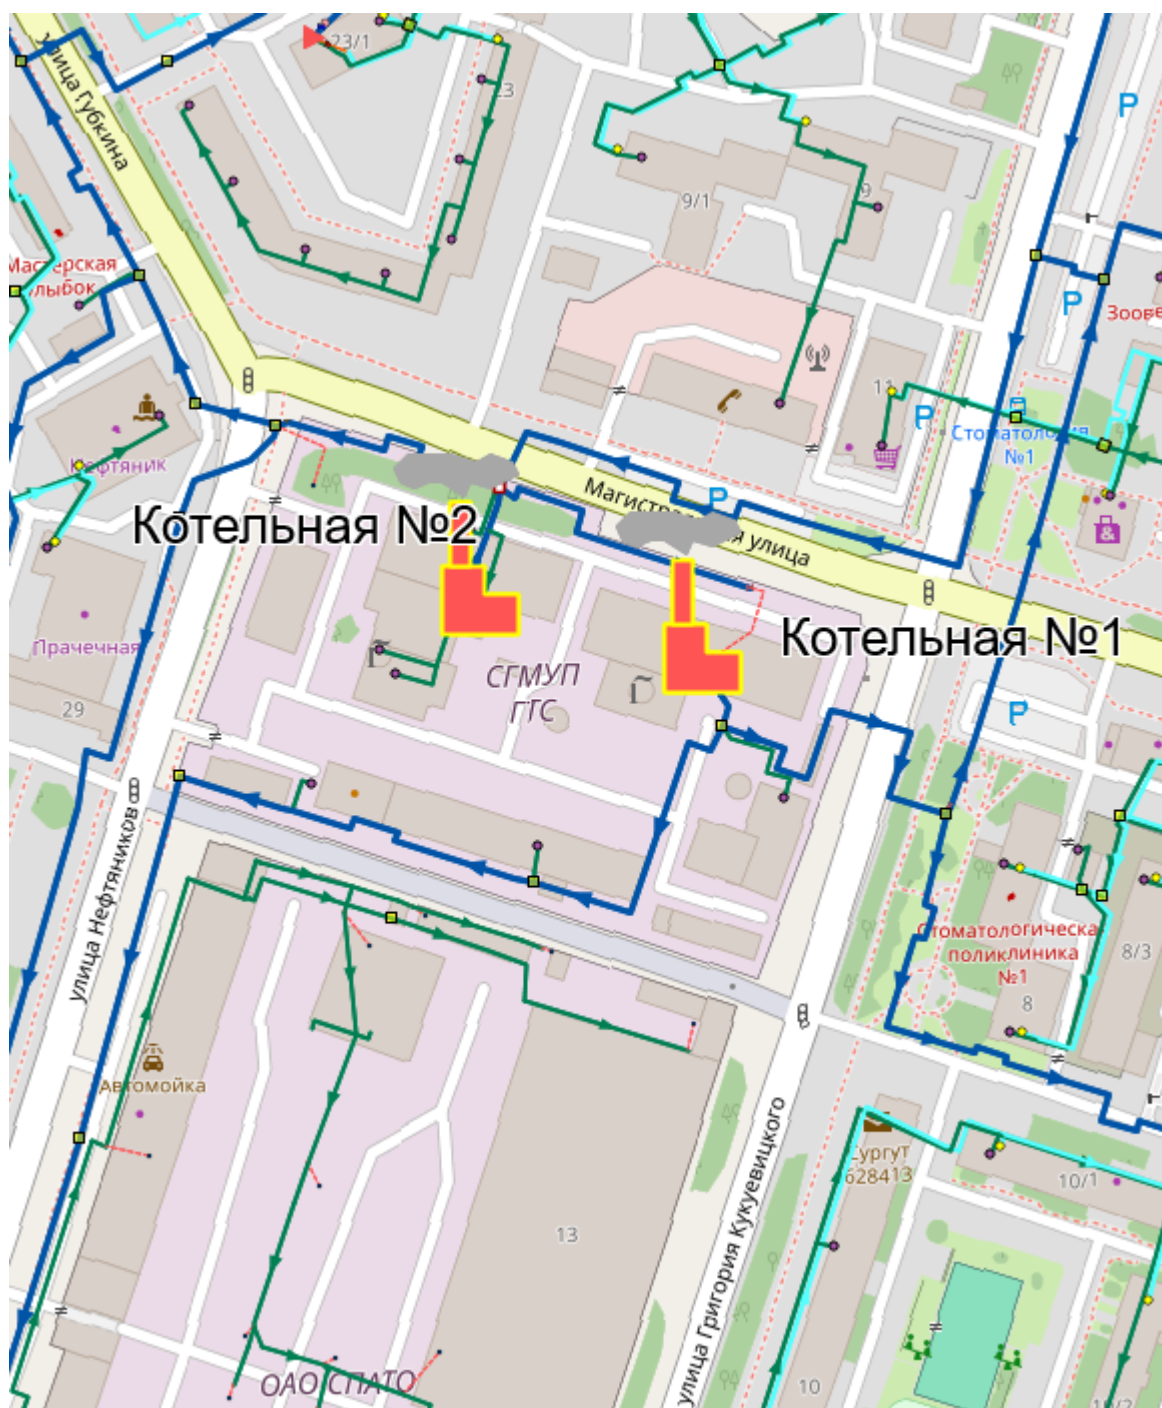 23/1
Улица Губкина
23
P
9
9/1
Мастерская
улыбок
P
11
P
Стоматология
№1
Нефтяник
P
Магистральная улица
Котельная №2
Котельная №1
Прачечная
СГМУП
ГТС
29
P
улица Нефтяников
Стоматологическа
поликлиника
№1
8/3
8
Автомойка
улица Григория Кукуевицкого
Сургут
628413
10/1
13
ОАО СПАТО
10